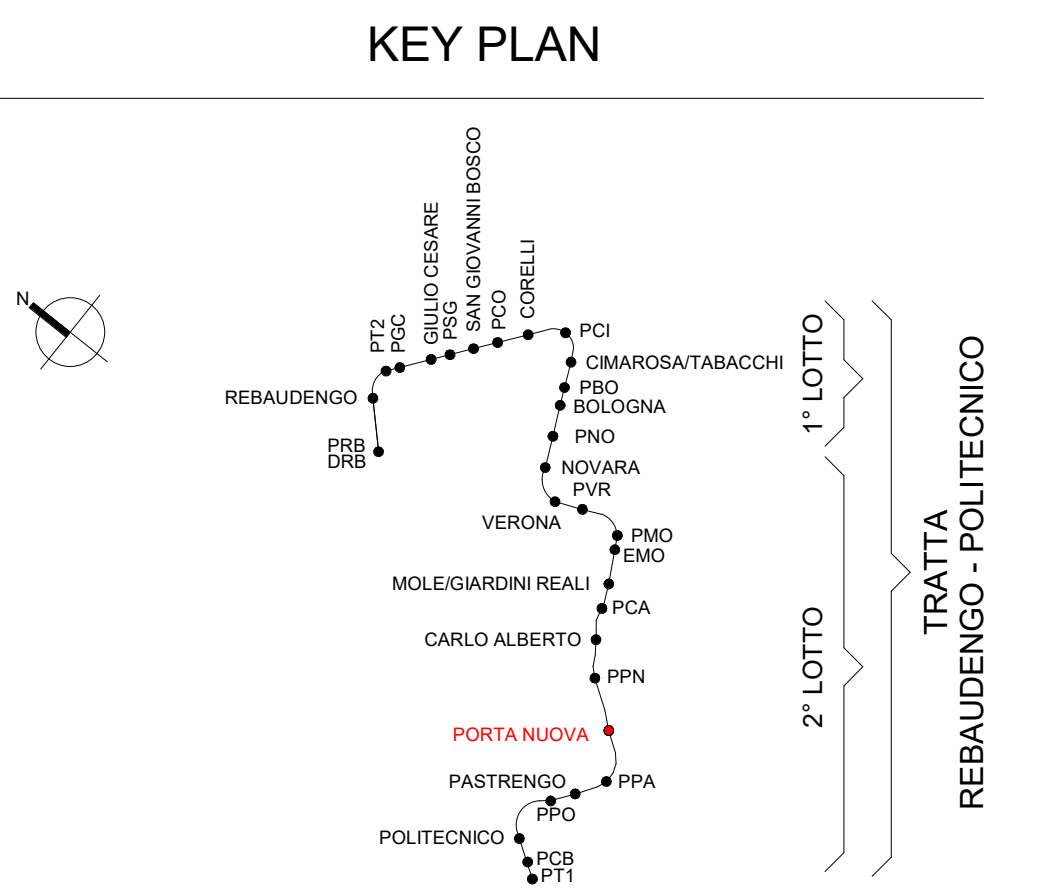 KEY PLAN
N
PT2
PGC
GIULIO CESARE
PSG
SAN GIOVANNI BOSCO
PCO
CORELLI
PCI
CIMAROSA/TABACCHI
REBAUDENGO
PBO
BOLOGNA
PNO
PRB
DRB
NOVARA
PVR
VERONA
PMO
EMO
MOLE/GIARDINI REALI
PCA
CARLO ALBERTO
PPN
PORTA NUOVA
PASTRENGO
PPA
PPO
POLITECNICO
PCB
PT1
1° LOTTO
2° LOTTO
TRATTA
REBAUDENGO - POLITECNICO